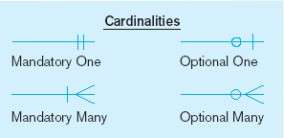 Cardinalities
Mandatory One
Optional One
Mandatory Many
Optional Many